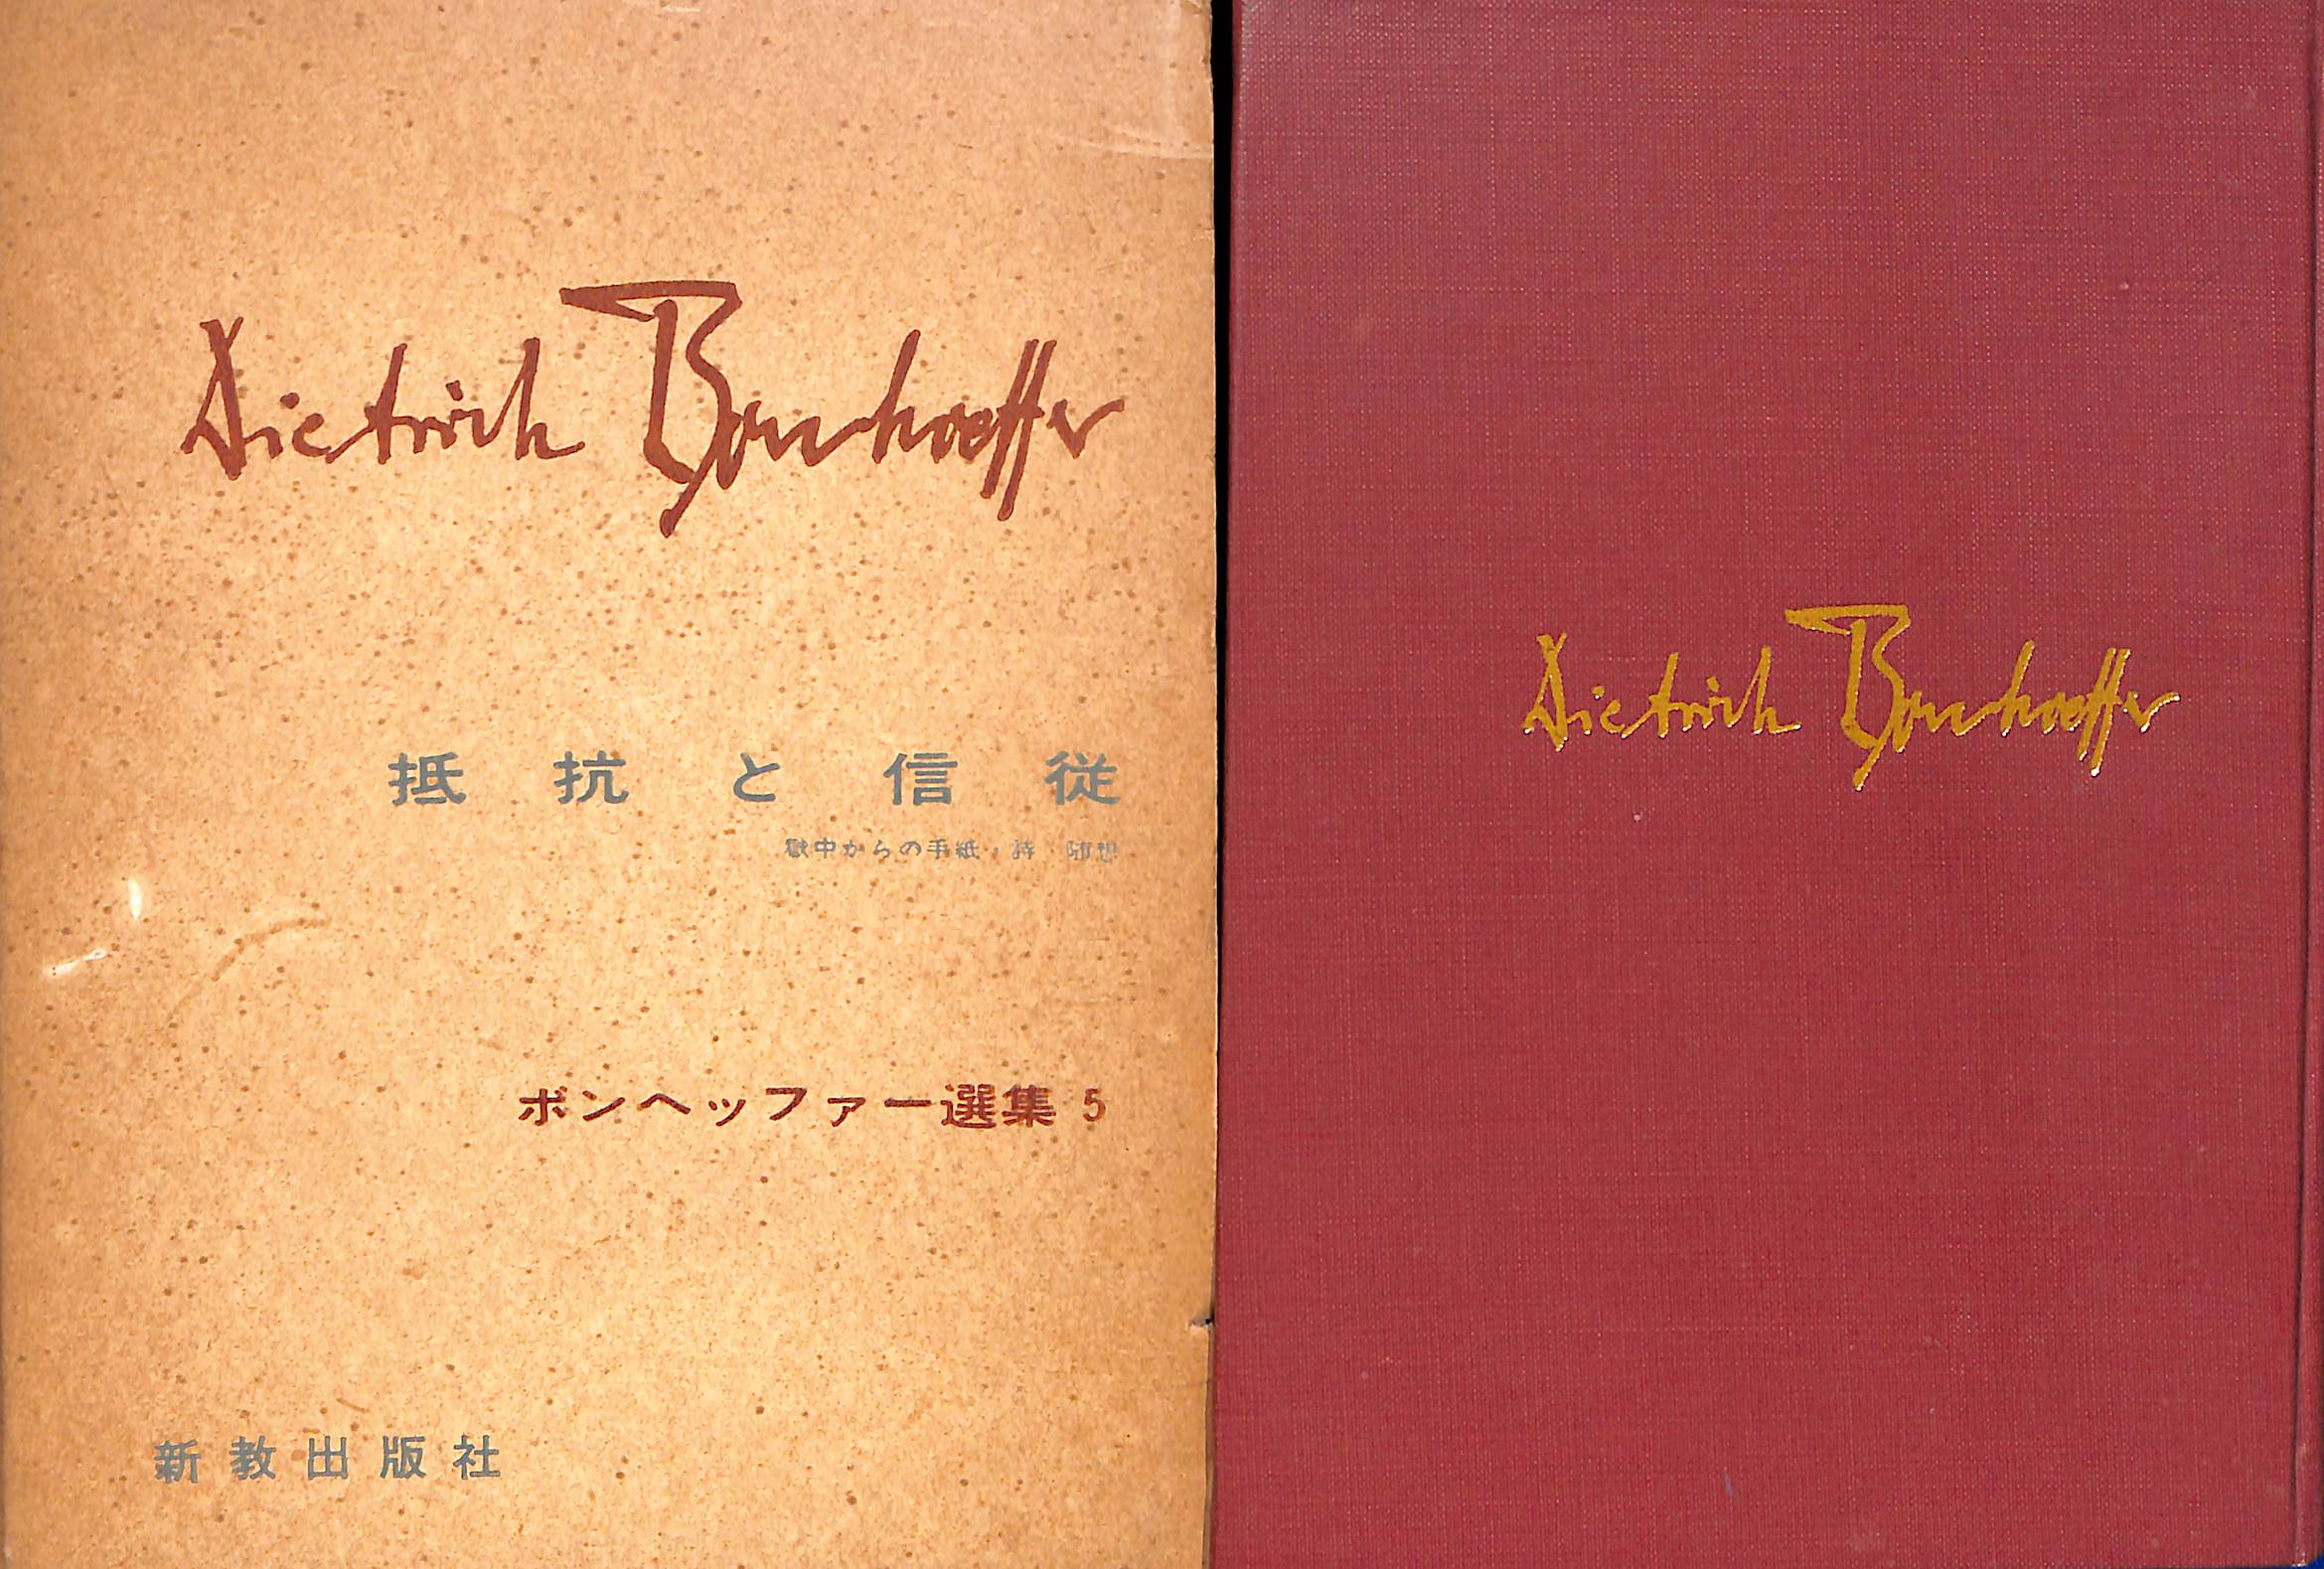 Dietrich Bonhoeffer
抵抗と信従
獄中からの手紙・詩・随想
ボンヘッファー選集 5
新教出版社
Dietrich Bonhoeffer